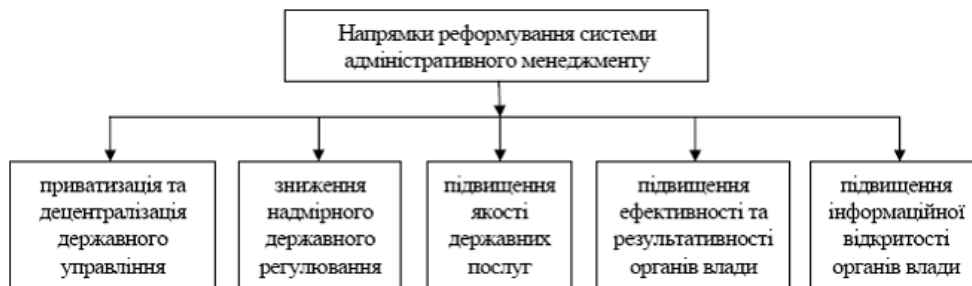 Напрямки реформування системи
адміністративного менеджменту
приватизація та
децентралізація
державного
управління
зниження
надмірного
державного
регулювання
підвищення
якості
державних
послуг
підвищення
ефективності та
результативності
органів влади
підвищення
інформаційної
відкритості
органів влади